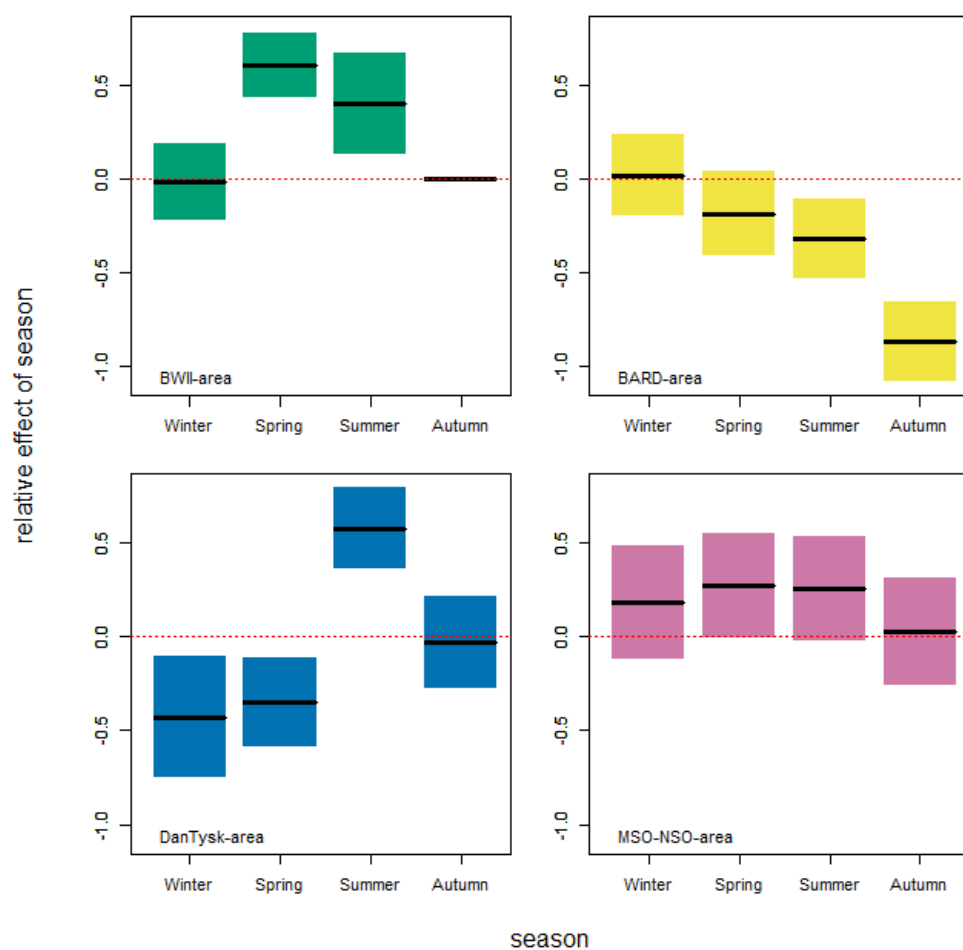 relative effect of season
0.5
0.0
-0.5
-1.0
BWII-area
Winter Spring Summer Autumn
0.5
0.0
-0.5
-1.0
BARD-area
Winter Spring Summer Autumn
0.5
0.0
-0.5
-1.0
DanTysk-area
Winter Spring Summer Autumn
0.5
0.0
-0.5
-1.0
MSO-NSO-area
Winter Spring Summer Autumn
season